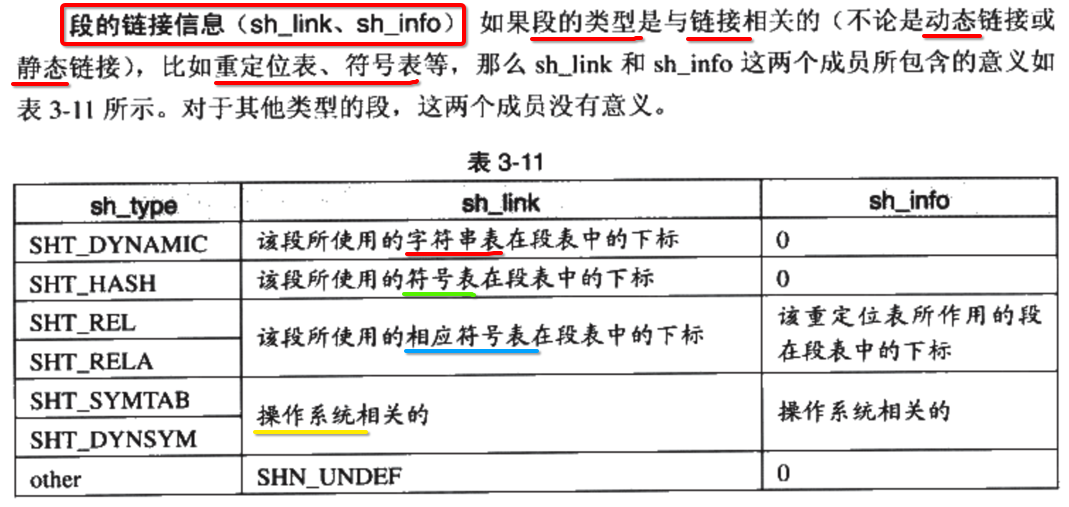 段的链接信息（sh_link、sh_info） 如果段的类型是与链接相关的（不论是动态链接或
静态链接），比如重定位表、符号表等，那么 sh_link 和 sh_info 这两个成员所包含的意义如
表 3-11 所示。对于其他类型的段，这两个成员没有意义。
表 3-11
sh_type sh_link sh_info
SHT_DYNAMIC 该段所使用的字符串表在段表中的下标 0
SHT_HASH 该段所使用的符号表在段表中的下标 0
SHT_REL
SHT_RELA
该段所使用的相应符号表在段表中的下标
该重定位表所作用的段
在段表中的下标
SHT_SYMTAB
SHT_DYNSYM
操作系统相关的
操作系统相关的
other SHN_UNDEF 0